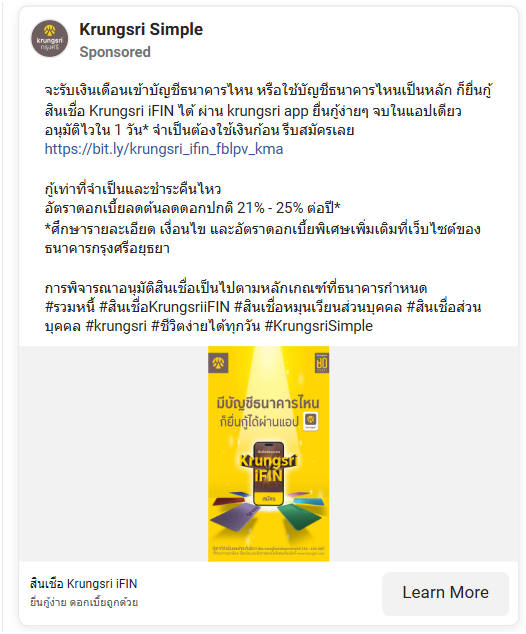 krungsri
กรุงศรี
Krungsri Simple
Sponsored
จะรับเงินเดือนเข้าบัญชีธนาคารไหน หรือใช้บัญชีธนาคารไหนเป็นหลัก ก็ยื่นกู้
สินเชื่อ Krungsri iFIN ได้ ผ่าน krungsri app ยื่นกู้ง่ายๆ จบในแอปเดียว
อนุมัติไวใน 1 วัน* จำเป็นต้องใช้เงินก้อน รีบสมัครเลย
https://bit.ly/krungsri_ifin_fblpv_kma
กู้เท่าที่จำเป็นและชำระคืนไหว
อัตราดอกเบี้ยลดต้นลดดอกปกติ 21% - 25% ต่อปี*
*ศึกษารายละเอียด เงื่อนไข และอัตราดอกเบี้ยพิเศษเพิ่มเติมที่เว็บไซต์ของ
ธนาคารกรุงศรีอยุธยา
การพิจารณาอนุมัติสินเชื่อเป็นไปตามหลักเกณฑ์ที่ธนาคารกำหนด
#รวมหนี้ #สินเชื่อKrungsriiFIN #สินเชื่อหมุนเวียนส่วนบุคคล #สินเชื่อส่วน
บุคคล #krungsri #ชีวิตง่ายได้ทุกวัน #KrungsriSimple
มีบัญชีธนาคารไหน
ก็ยื่นกู้ได้ผ่านแอป
Krungsri
iFIN
สมัคร
สินเชื่อ Krungsri iFIN
ยื่นกู้ง่าย ดอกเบี้ยถูกด้วย
Learn More